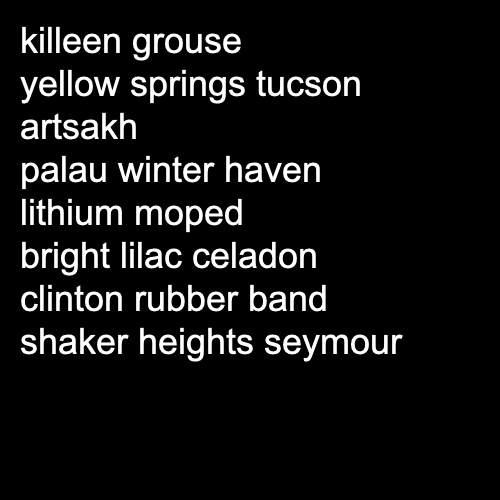 killeen grouse
yellow springs tucson
artsakh
palau winter haven
lithium moped
bright lilac celadon
clinton rubber band
shaker heights seymour